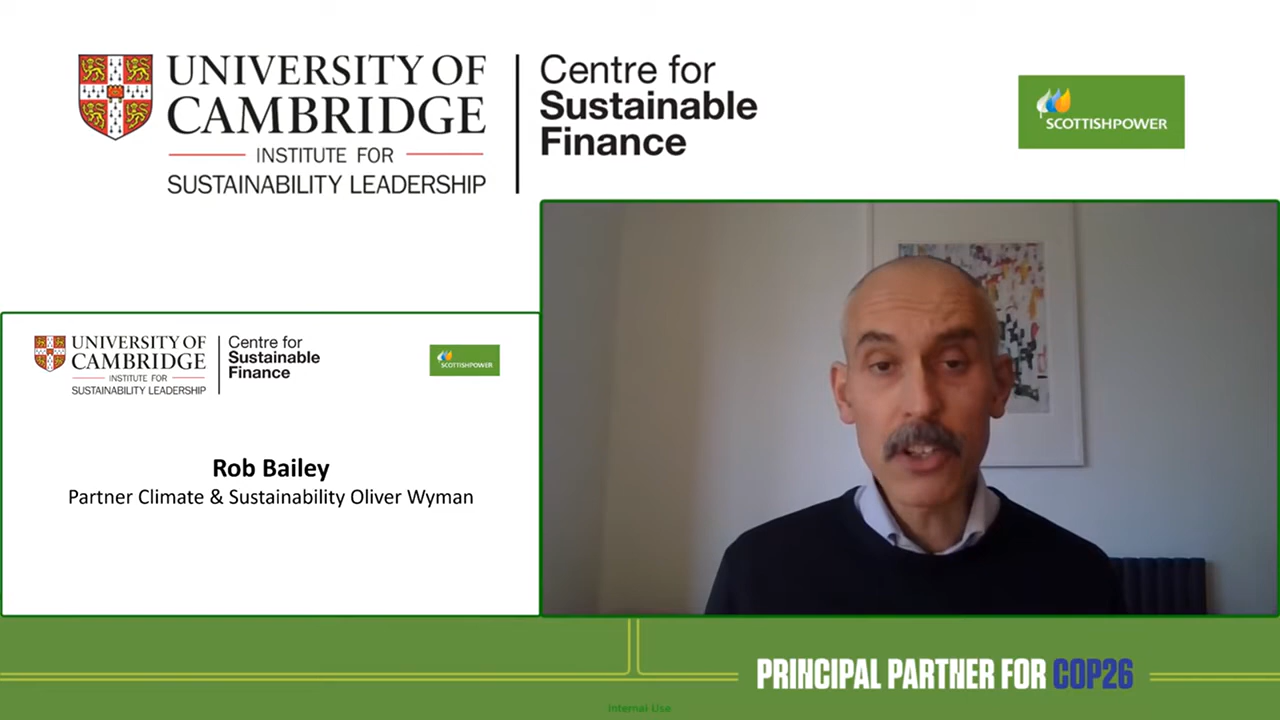 UNIVERSITY OF
CAMBRIDGE
INSTITUTE FOR
SUSTAINABILITY LEADERSHIP
Centre for
Sustainable
Finance
SCOTTISHPOWER
UNIVERSITY OF
CAMBRIDGE
INSTITUTE FOR
SUSTAINABILITY LEADERSHIP
Centre for
Sustainable
Finance
SCOTTISHPOWER
Rob Bailey
Partner Climate & Sustainability Oliver Wyman
PRINCIPAL PARTNER FOR COP26
Internal Use